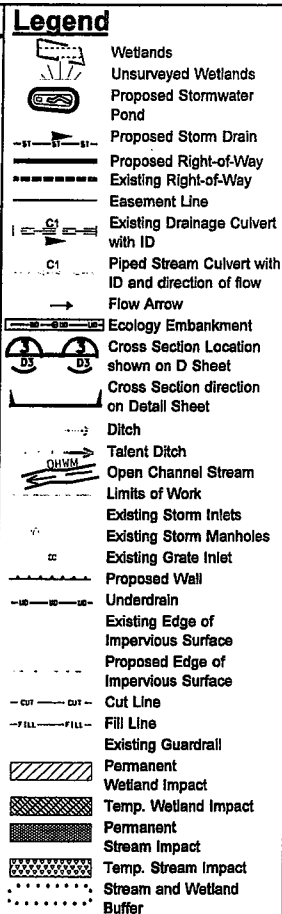 Legend
Wetlands
Unsurveyed Wetlands
Proposed Stormwater
Pond
-ST-ST-ST- Proposed Storm Drain
Proposed Right-of-Way
Existing Right-of-Way
Easement Line
C1 Existing Drainage Culvert
with ID
C1 Piped Stream Culvert with
ID and direction of flow
Flow Arrow
Ecology Embankment
3 3 Cross Section Location
D3 D3 shown on D Sheet
Cross Section direction
on Detail Sheet
Ditch
Talent Ditch
OHWM Open Channel Stream
Limits of Work
Existing Storm Inlets
Existing Storm Manholes
Existing Grate Inlet
Proposed Wall
-UD-UD-UD- Underdrain
Existing Edge of
Impervious Surface
Proposed Edge of
Impervious Surface
- CUT - CUT - Cut Line
-FILL-FILL- Fill Line
Existing Guardrail
Permanent
Wetland Impact
Temp. Wetland Impact
Permanent
Stream Impact
Temp. Stream Impact
Stream and Wetland
Buffer